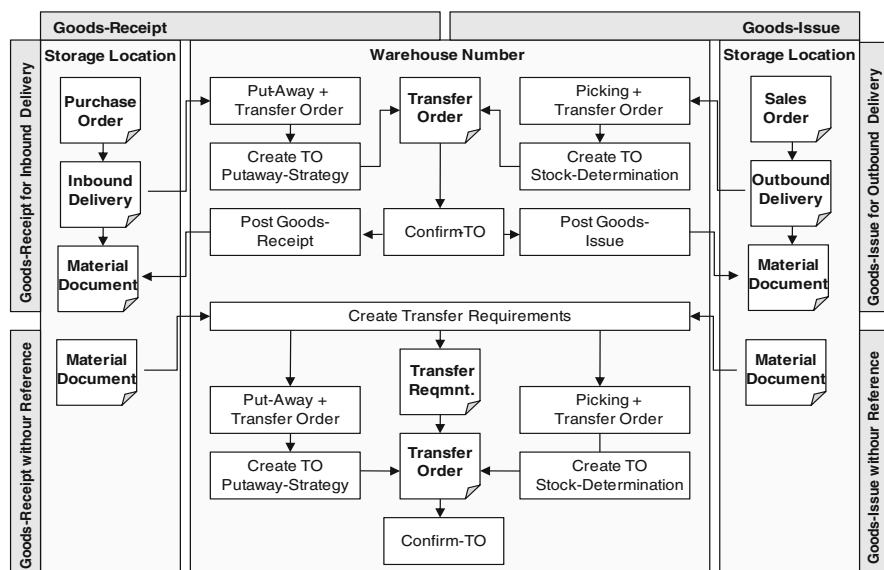 Goods-Receipt
Goods-Issue
Goods-Receipt for Inbound Delivery
Storage Location
Warehouse Number
Storage Location
Goods-Issue for Outbound Delivery
Purchase
Order
Put-Away +
Transfer Order
Transfer
Order
Picking +
Transfer Order
Sales
Order
Create TO
Putaway-Strategy
Create TO
Stock-Determination
Inbound
Delivery
Outbound
Delivery
Post Goods-
Receipt
Confirm-TO
Post Goods-
Issue
Material
Document
Material
Document
Goods-Receipt withour Reference
Create Transfer Requirements
Goods-Issue withour Reference
Material
Document
Transfer
Reqmnt.
Material
Document
Put-Away +
Transfer Order
Picking +
Transfer Order
Create TO
Putaway-Strategy
Transfer
Order
Create TO
Stock-Determination
Confirm-TO